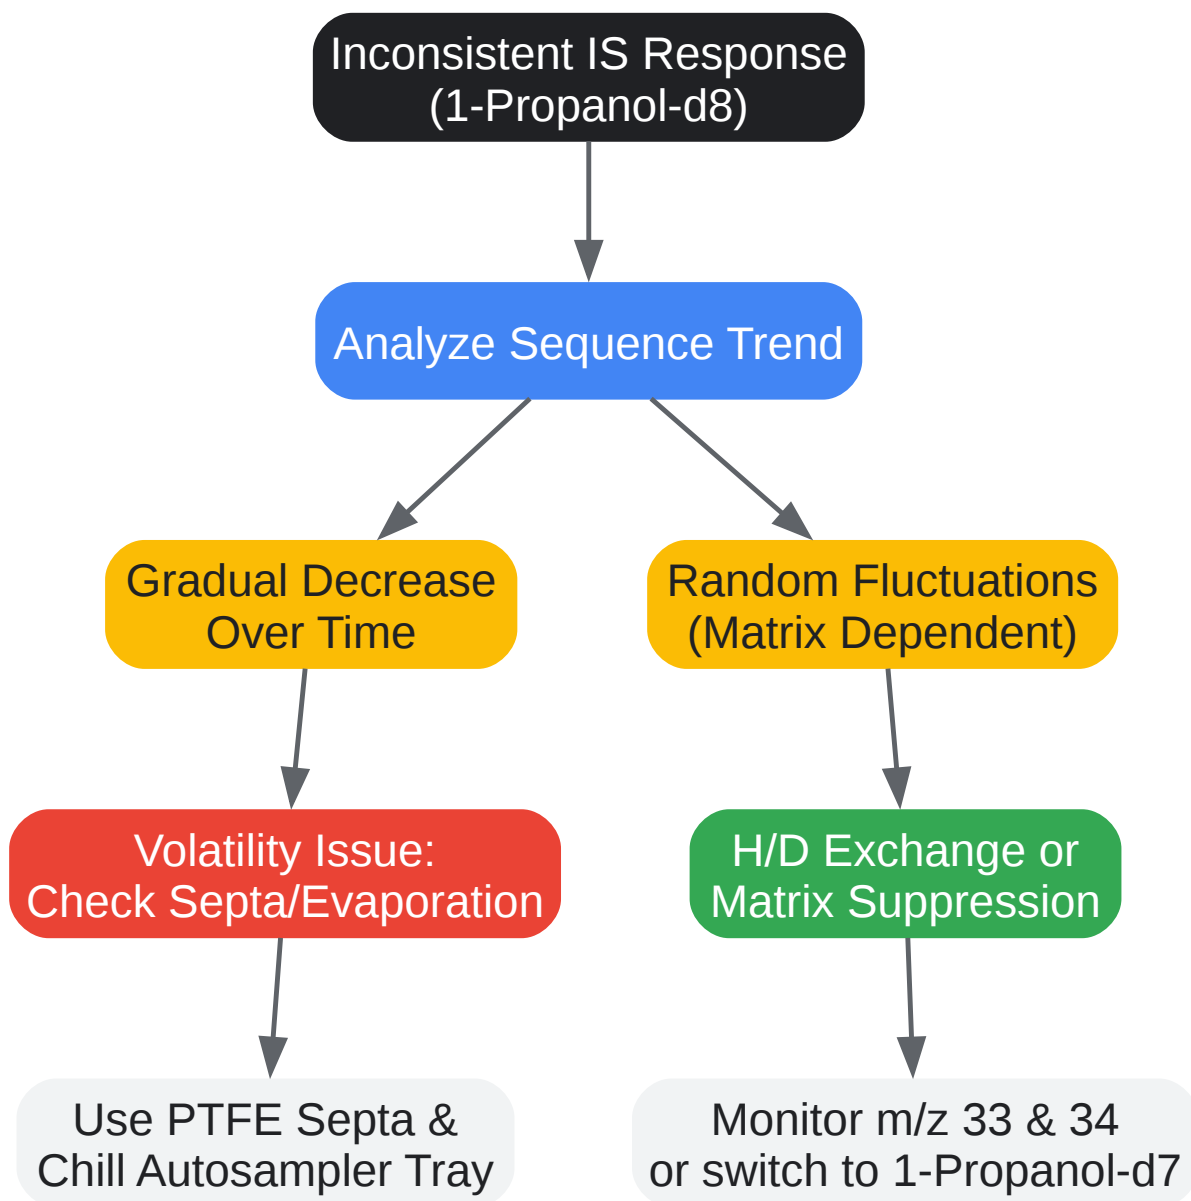 Inconsistent IS Response
(1-Propanol-d8)
Analyze Sequence Trend
Gradual Decrease
Over Time
Random Fluctuations
(Matrix Dependent)
Volatility Issue:
Check Septa/Evaporation
H/D Exchange or
Matrix Suppression
Use PTFE Septa &
Chill Autosampler Tray
Monitor m/z 33 & 34
or switch to 1-Propanol-d7